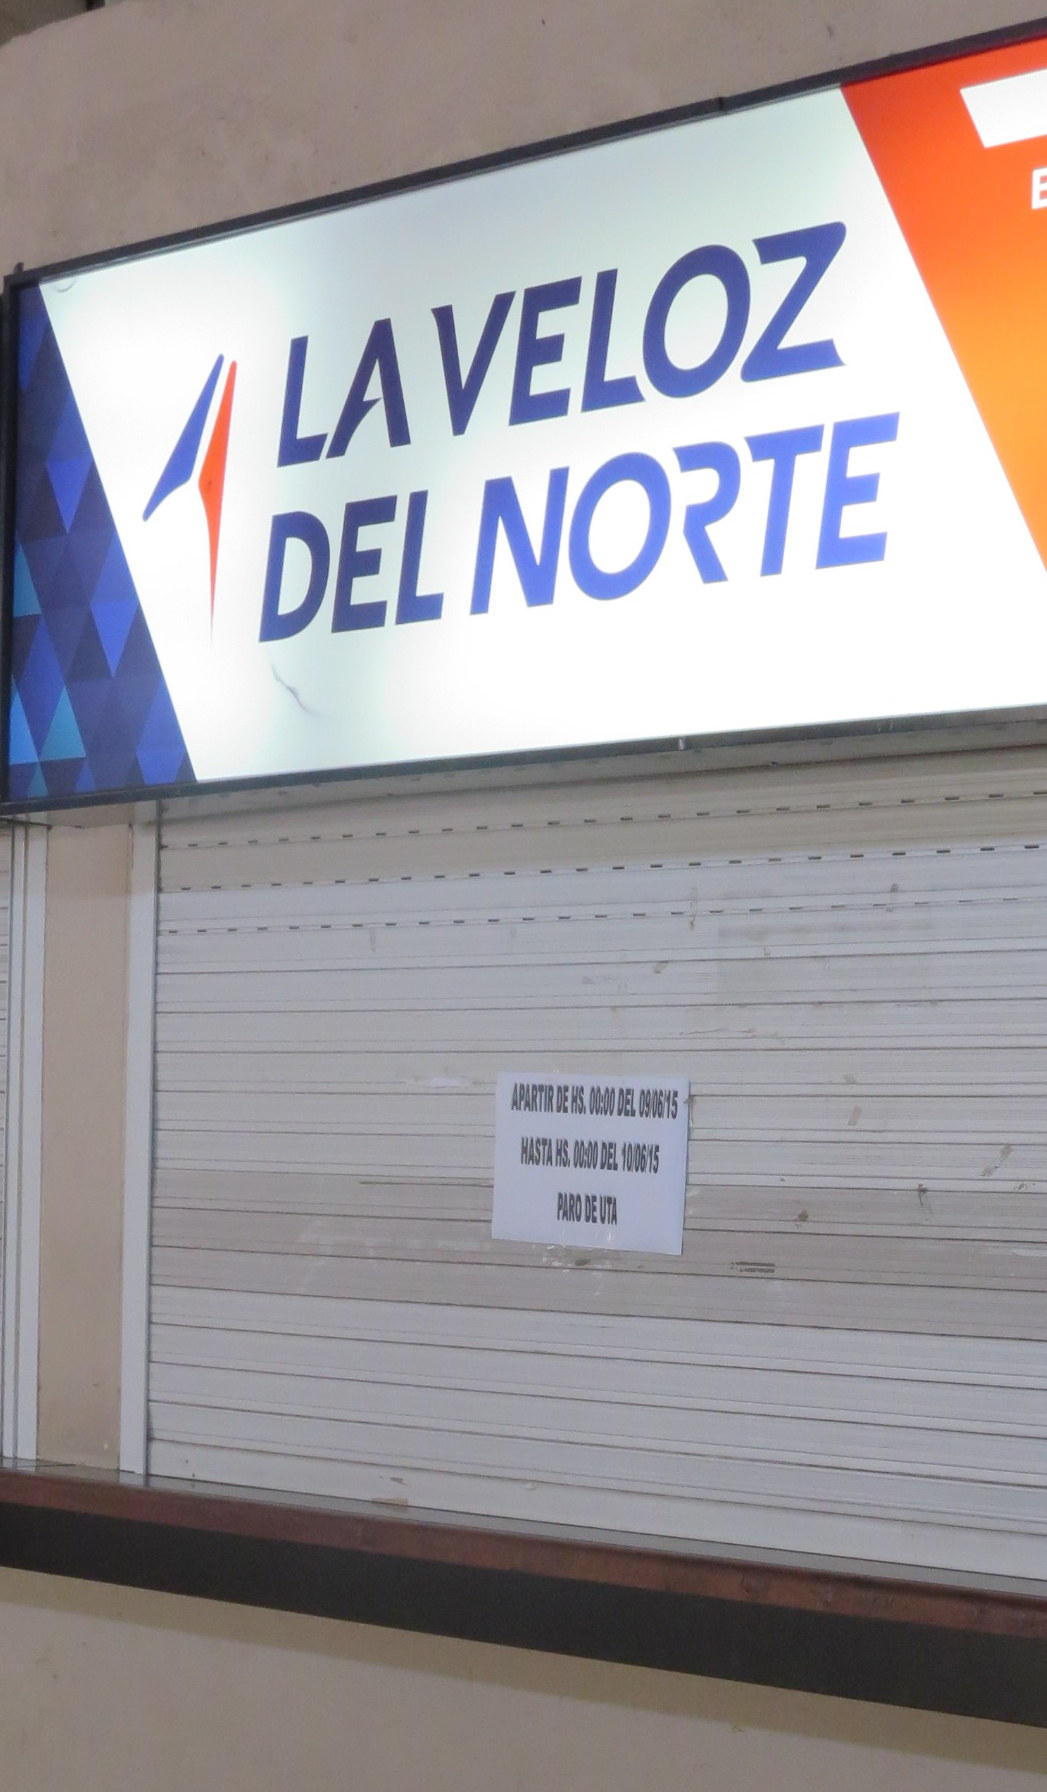 LA VELOZ
DEL NORTE
E
APARTIR DE HS. 00:00 DEL 09/06/15
HASTA HS. 00:00 DEL 10/06/15
PARO DE UTA